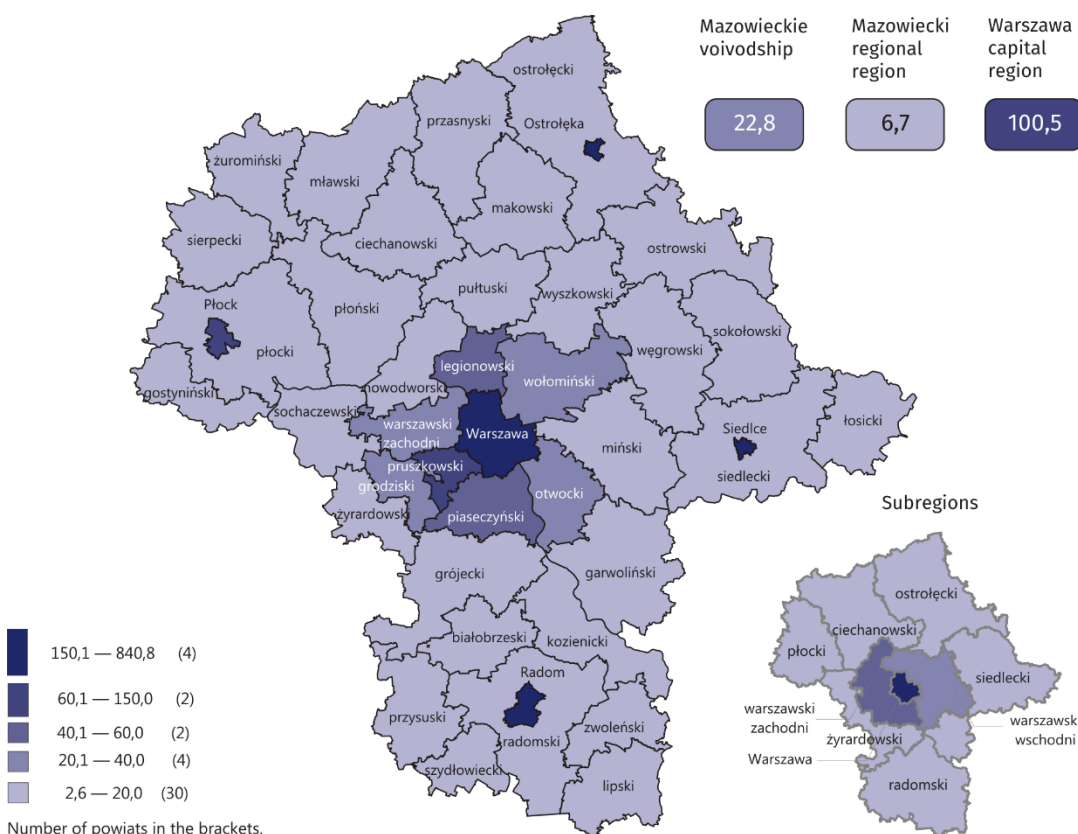 Mazowieckie
voivodship
Mazowiecki
regional
region
Warszawa
capital
region
22,8
6,7
100,5
ostrołęcki
przasnyski
Ostrołęka
żuromiński
mławski
makowski
sierpecki
ciechanowski
ostrowski
pułtuski
wyszkowski
Płock
płoński
sokołowski
płocki
węgrowski
legionowski
wołomiński
gostyniński
nowodworski
sochaczewski
łosicki
warszawski
zachodni
Warszawa
Siedlce
miński
pruszkowski
siedlecki
grodziski
otwocki
żyrardowski
piaseczyński
Subregions
grójecki
garwoliński
ostrołęcki
białobrzeski
kozienicki
ciechanowski
płocki
siedlecki
Radom
przysuski
zwoleński
radomski
szydłowiecki
lipski
warszawski
zachodni
warszawsk
wschodni
żyrardowski
Warszawa
radomski
150,1 — 840,8 (4)
60,1 — 150,0 (2)
40,1 — 60,0 (2)
20,1 — 40,0 (4)
2,6 — 20,0 (30)
Number of powiats in the brackets.